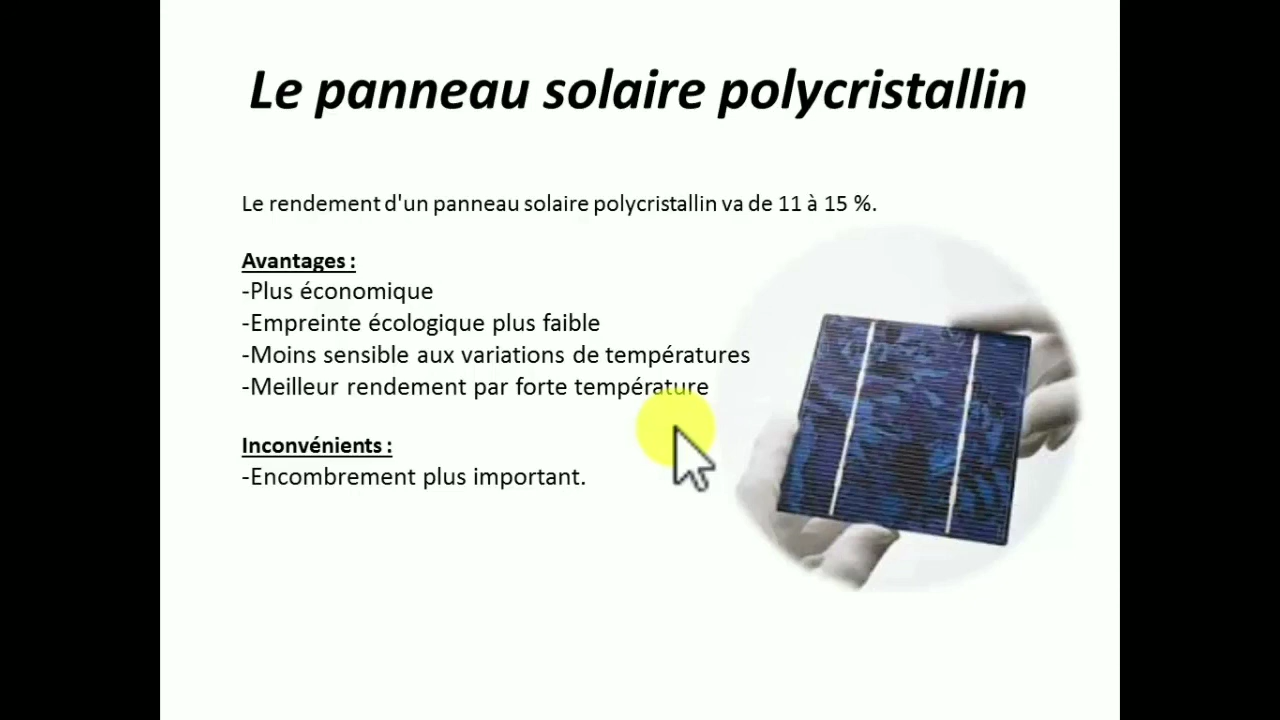 Le panneau solaire polycristallin
Le rendement d'un panneau solaire polycristallin va de 11 à 15 %.
Avantages :
-Plus économique
-Empreinte écologique plus faible
-Moins sensible aux variations de températures
-Meilleur rendement par forte température
Inconvénients :
-Encombrement plus important.